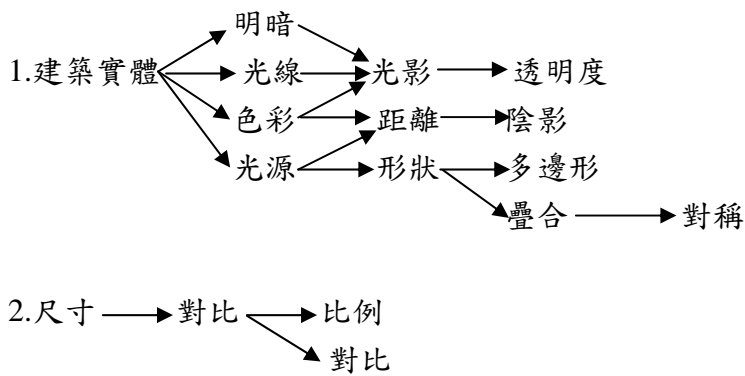 明暗
1.建築實體 光線 光影 透明度
色彩 距離 陰影
光源 形狀 多邊形
疊合 對稱
2.尺寸 對比 比例
對比